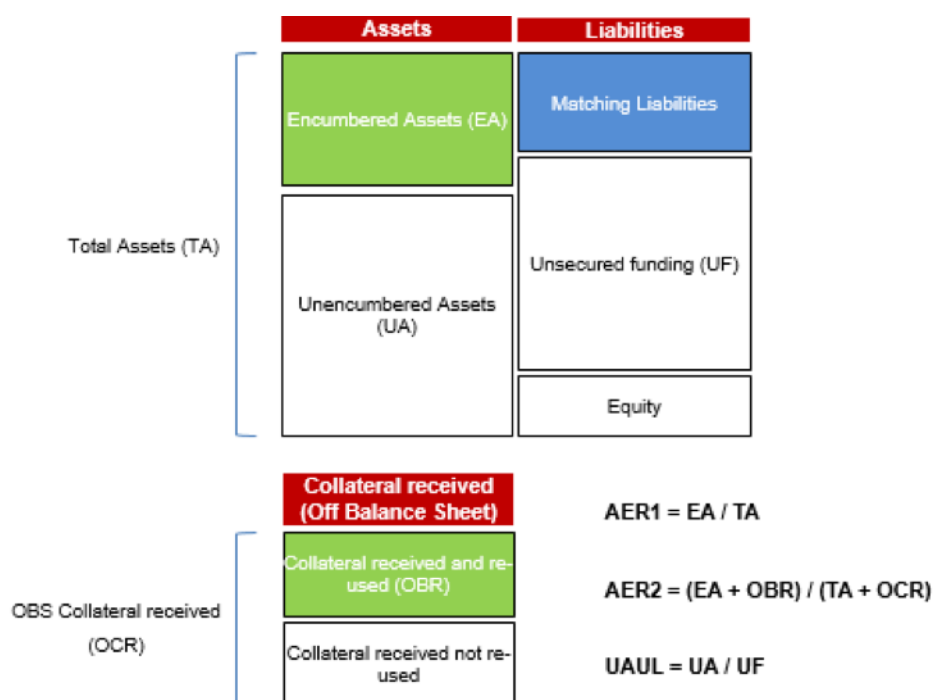 Assets
Liabilities
Encumbered Assets (EA)
Matching Liabilities
Total Assets (TA)
Unsecured funding (UF)
Unencumbered Assets
(UA)
Equity
Collateral received
(Off Balance Sheet)
AER1 = EA / TA
Collateral received and re-
used (OBR)
AER2 = (EA + OBR) / (TA + OCR)
OBS Collateral received
(OCR)
Collateral received not re-
used
UAUL = UA / UF